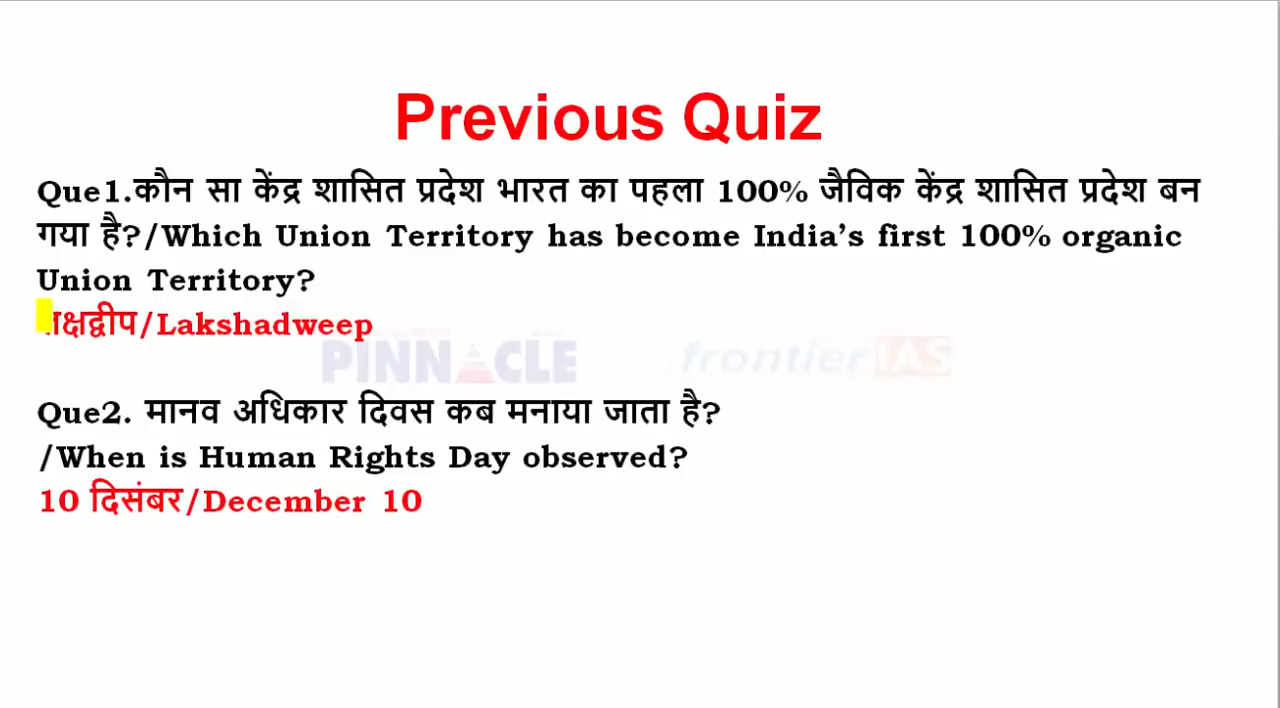 Previous Quiz
Que1.कौन सा केंद्र शासित प्रदेश भारत का पहला 100% जैविक केंद्र शासित प्रदेश बन
गया है?/Which Union Territory has become India’s first 100% organic
Union Territory?
/Lakshadweep
PINNACLE frontier IAS
Que2. मानव अधिकार दिवस कब मनाया जाता है?
/When is Human Rights Day observed?
10 दिसंबर/December 10